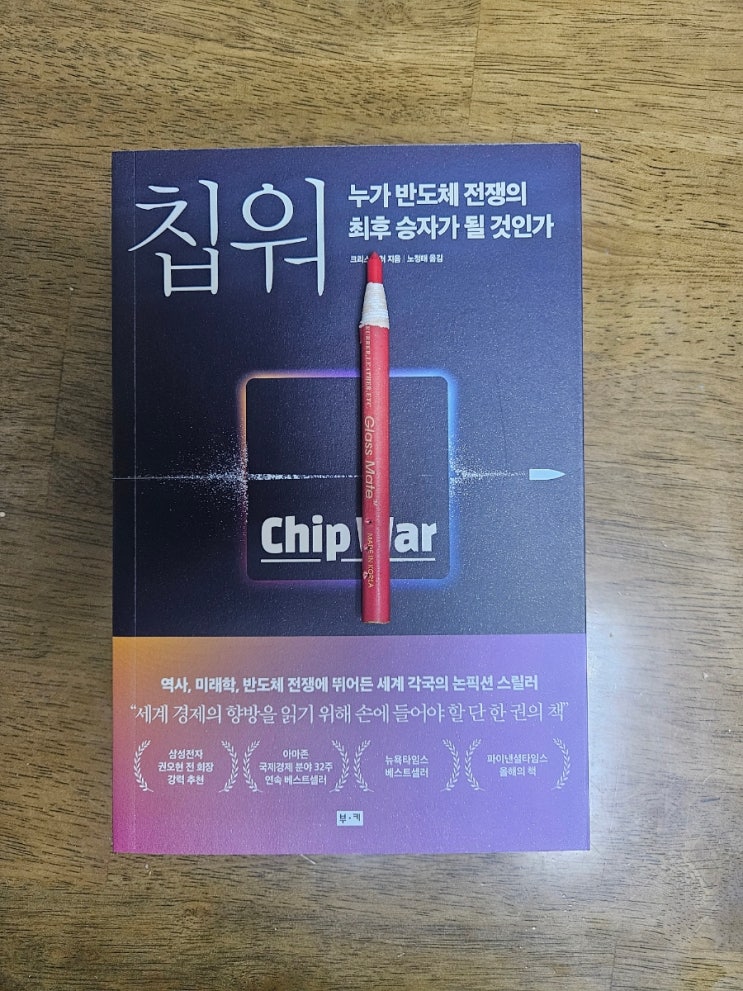 칩워
누가 반도체 전쟁의
최후 승자가 될 것인가
지음 | 노정태 옮김
RUBBER, LEATHER, ETC
Glass Mate
MADE IN KOREA
Chip War
역사, 미래학, 반도체 전쟁에 뛰어든 세계 각국의 논픽션 스릴러
“세계 경제의 향방을 읽기 위해 손에 들어야 할 단 한 권의 책”
삼성전자
권오현 전 회장
강력 추천
아마존
국제경제 분야 32주
연속 베스트셀러
뉴욕타임스
베스트셀러
파이낸셜타임스
올해의 책
부·키